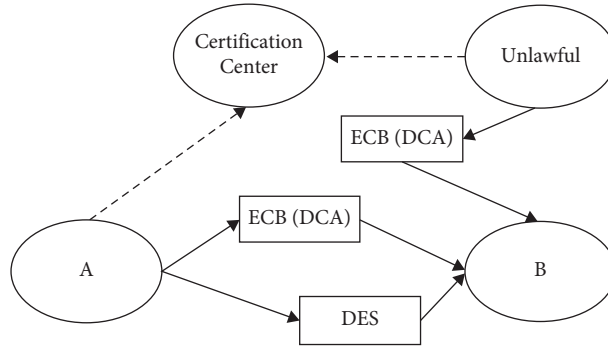 Certification
Center
Unlawful
ECB (DCA)
ECB (DCA)
A
B
DES